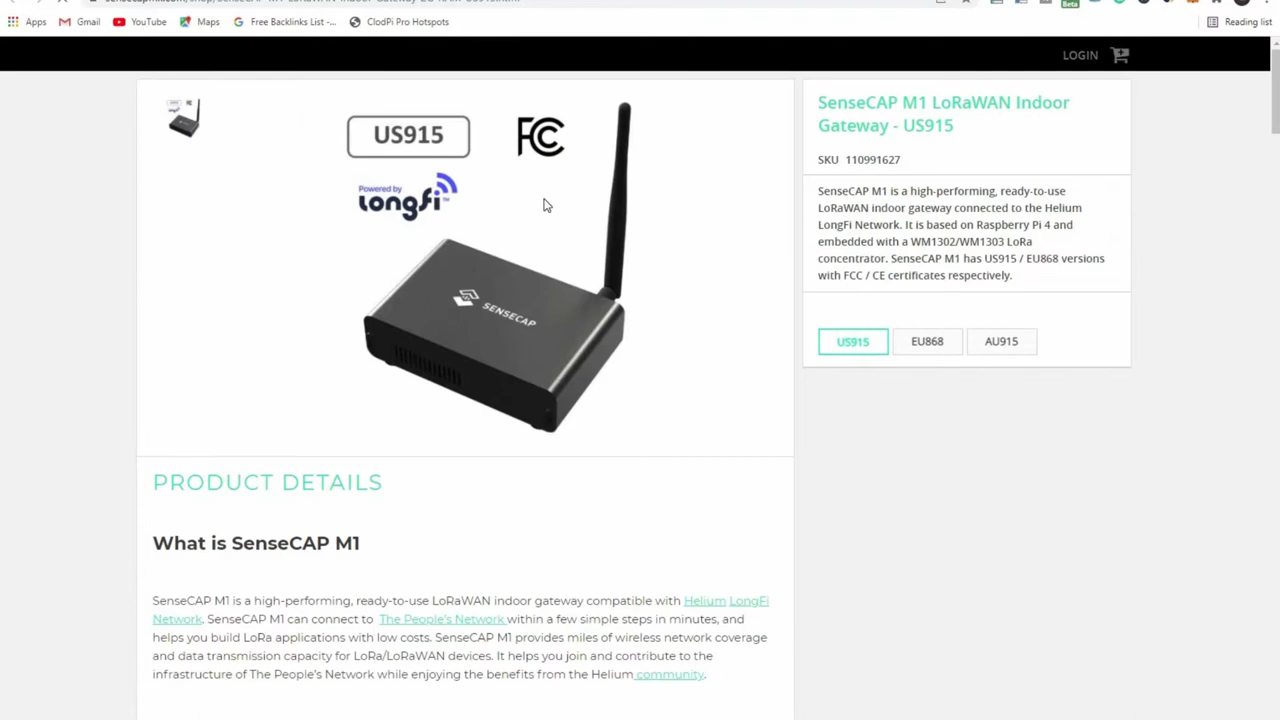 Apps
Gmail
YouTube
Maps
Free Backlinks List -...
ClodPi Pro Hotspots
Beta
Reading list
LOGIN
US915
FC
Powered by
longfi™
SENSECAP
SenseCAP M1 LoRaWAN Indoor
Gateway - US915
SKU 110991627
SenseCAP M1 is a high-performing, ready-to-use
LoRaWAN indoor gateway connected to the Helium
LongFi Network. It is based on Raspberry Pi 4 and
embedded with a WM1302/WM1303 LoRa
concentrator. SenseCAP M1 has US915 / EU868 versions
with FCC / CE certificates respectively.
US915
EU868
AU915
PRODUCT DETAILS
What is SenseCAP M1
SenseCAP M1 is a high-performing, ready-to-use LoRaWAN indoor gateway compatible with Helium LongFi
Network. SenseCAP M1 can connect to The People's Network within a few simple steps in minutes, and
helps you build LoRa applications with low costs. SenseCAP M1 provides miles of wireless network coverage
and data transmission capacity for LoRa/LoRaWAN devices. It helps you join and contribute to the
infrastructure of The People's Network while enjoying the benefits from the Helium community.